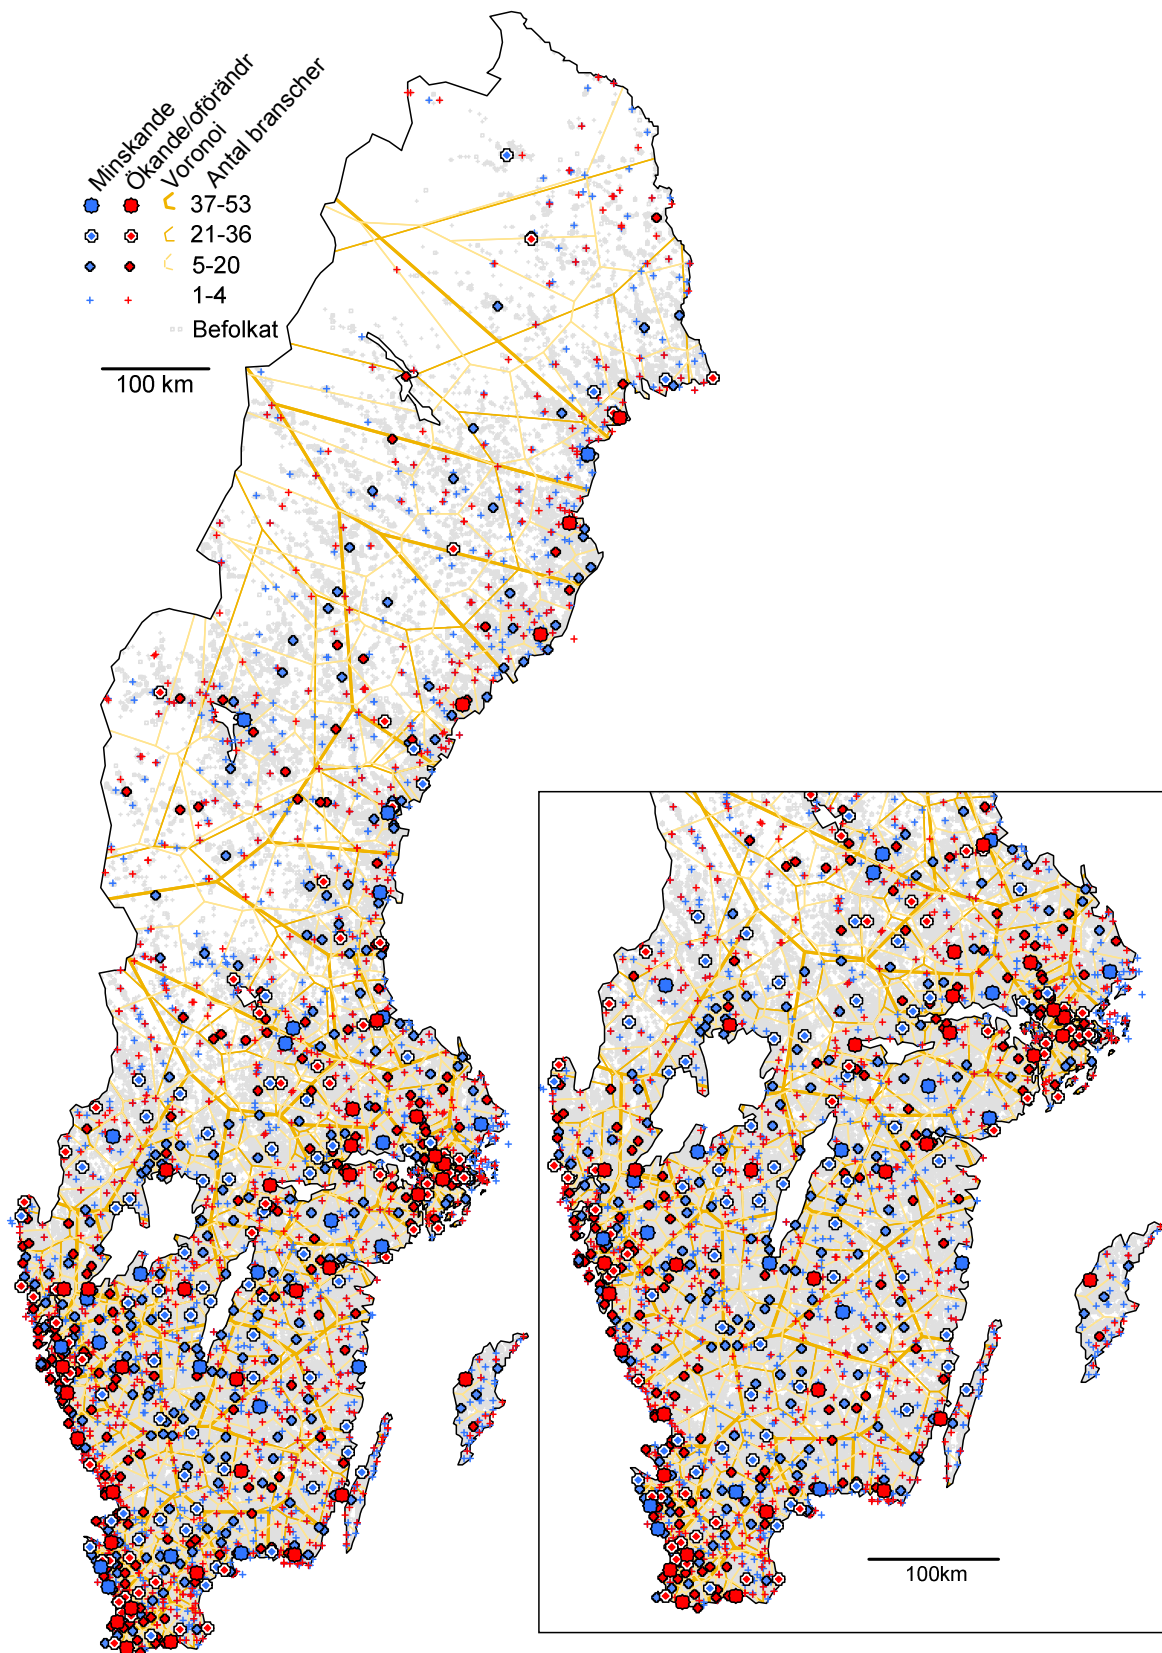 Minskande
Ökande/oförändr
Voronoi
Antal branscher
37-53
21-36
5-20
1-4
Befolkat
100 km
100km